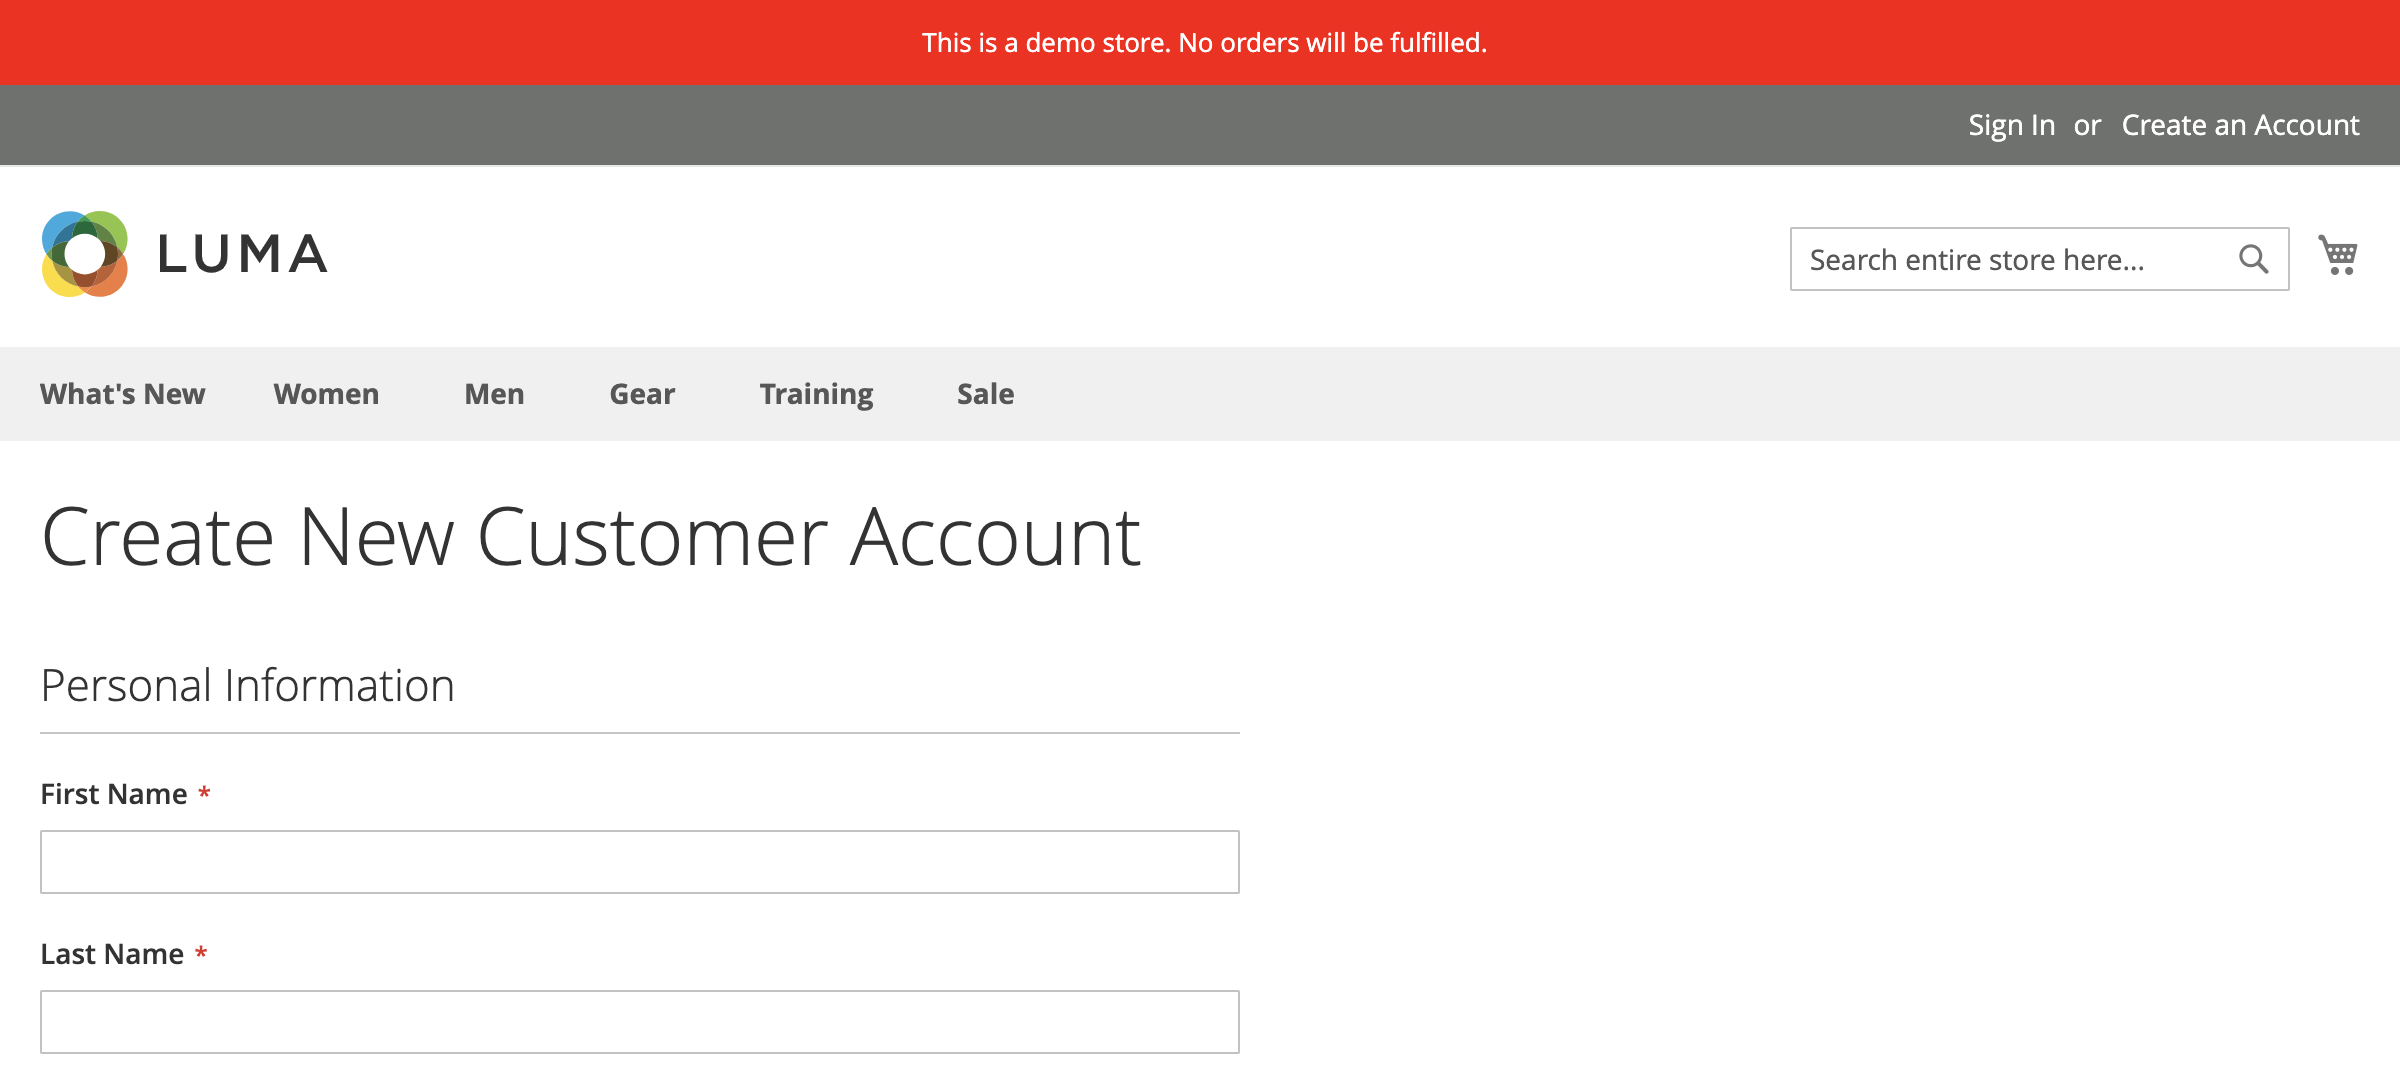 This is a demo store. No orders will be fulfilled.
Sign In or Create an Account
LUMA
Search entire store here...
What's New Women Men Gear Training Sale
Create New Customer Account
Personal Information
First Name *
Last Name *